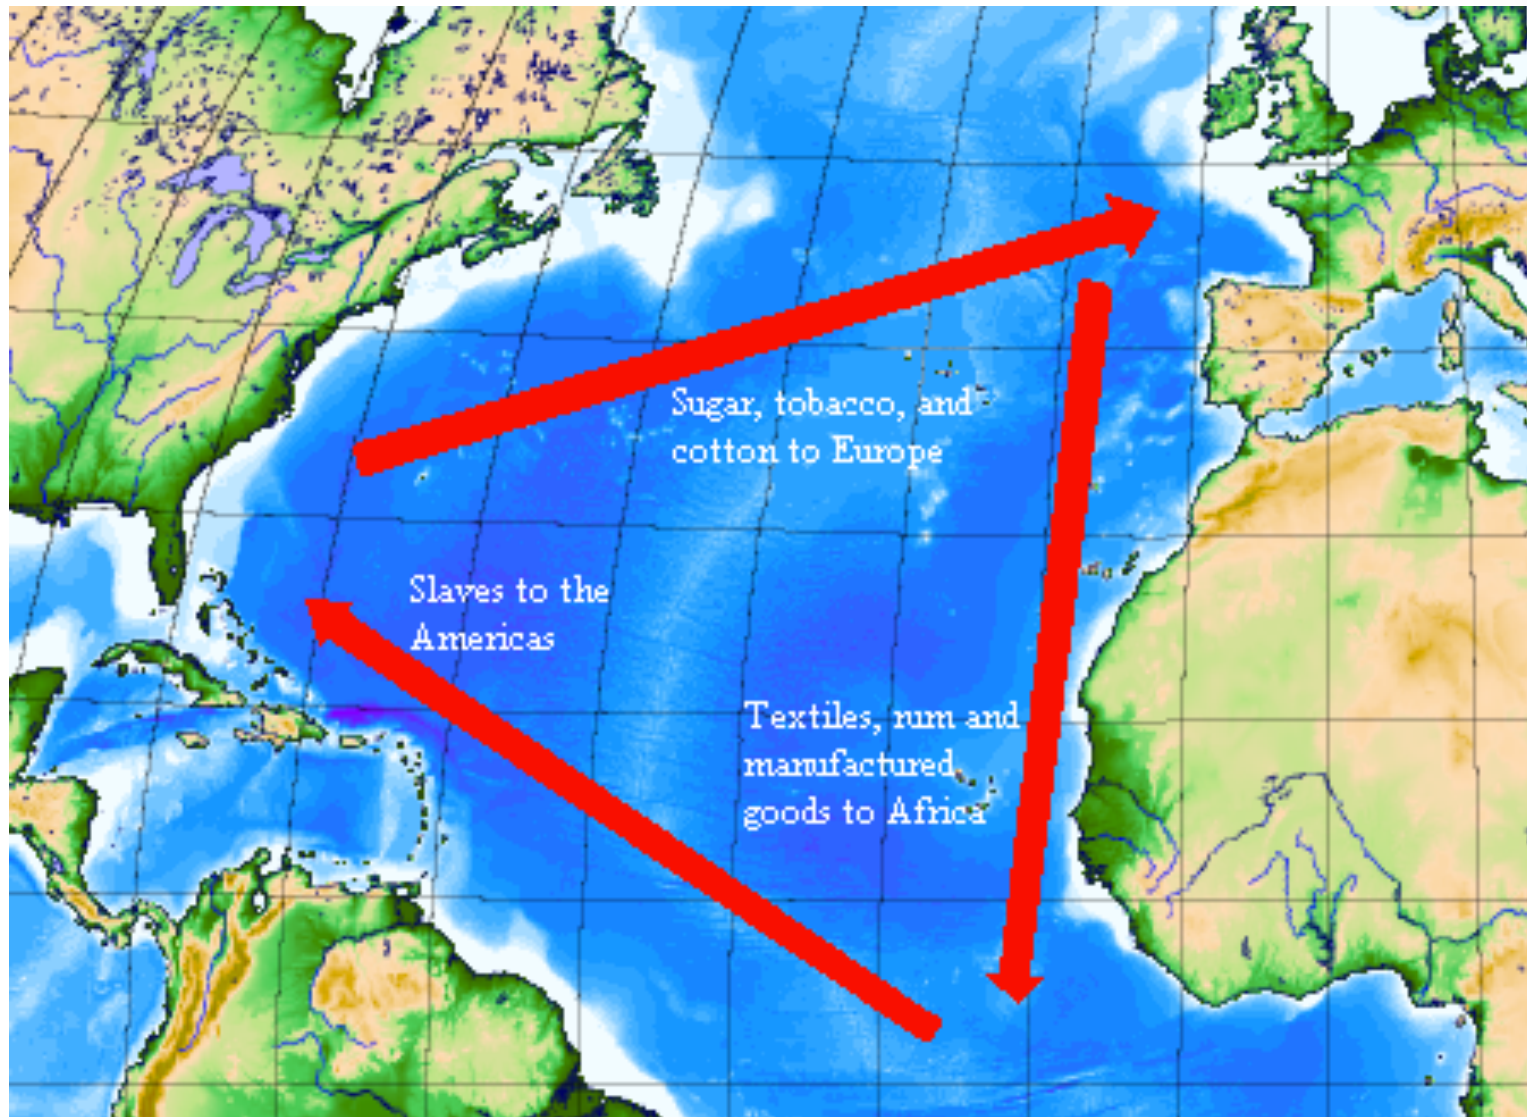 Sugar, tobacco, and
cotton to Europe
Slaves to the
Americas
Textiles, rum and
manufactured
goods to Africa